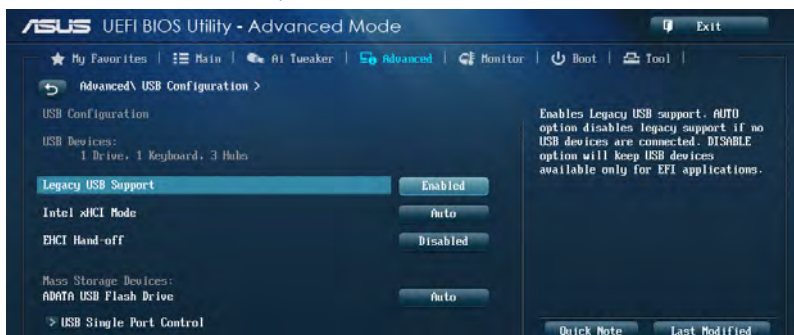 ASUS UEFI BIOS Utility - Advanced Mode
Exit
My Favorites | Main | Ai Tweaker | Advanced | Monitor | Boot | Tool |
Advanced\ USB Configuration >
USB Configuration
USB Devices:
1 Drive, 1 Keyboard, 3 Hubs
Legacy USB Support Enabled
Intel xHCI Mode Auto
EHCI Hand-off Disabled
Mass Storage Devices:
ADATA USB Flash Drive Auto
> USB Single Port Control
Enables Legacy USB support. AUTO
option disables legacy support if no
USB devices are connected. DISABLE
option will keep USB devices
available only for EFI applications.
Quick Note Last Modified